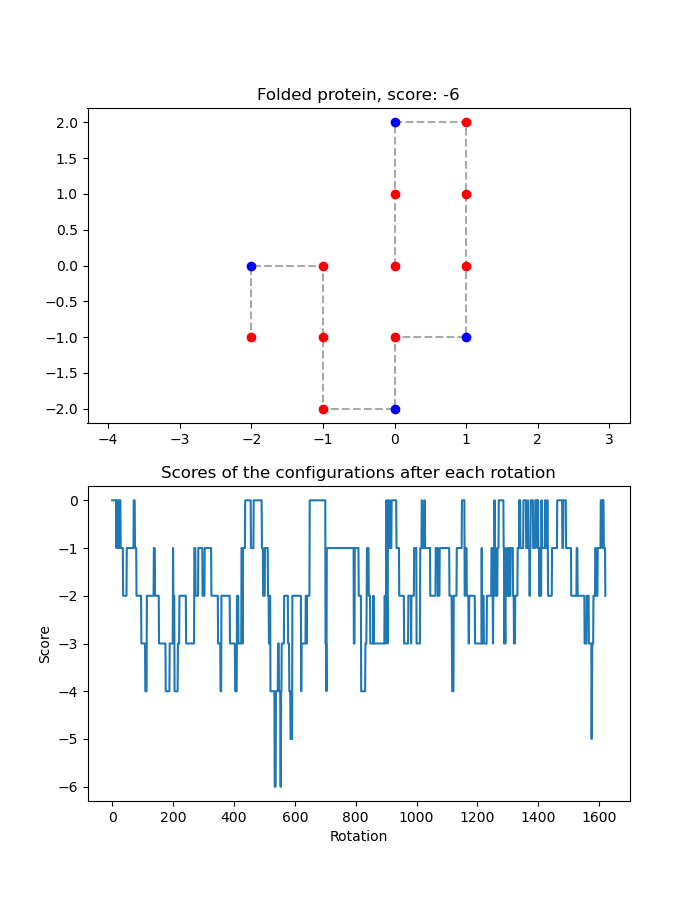 Folded protein, score: -6
2.0
1.5
1.0
0.5
0.0
−0.5
−1.0
−1.5
−2.0
−4 −3 −2 −1 0 1 2 3
Scores of the configurations after each rotation
0
−1
−2
−3
−4
−5
−6
Score
0 200 400 600 800 1000 1200 1400 1600
Rotation